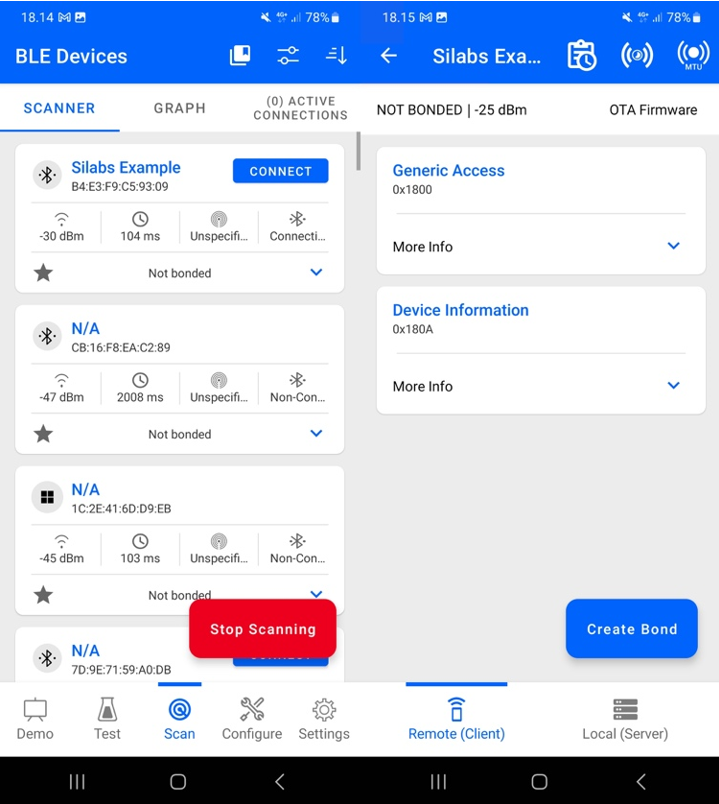 18.14
4G+
78%
BLE Devices
SCANNER
GRAPH
(0) ACTIVE
CONNECTIONS
Silabs Example
B4:E3:F9:C5:93:09
CONNECT
-30 dBm
104 ms
Unspecifi...
Connecti...
Not bonded
N/A
CB:16:F8:EA:C2:89
-47 dBm
2008 ms
Unspecifi...
Non-Con...
Not bonded
N/A
1C:2E:41:6D:D9:EB
-45 dBm
103 ms
Unspecifi...
Non-Con...
Not bonded
Stop Scanning
N/A
7D:9E:71:59:A0:DB
Demo
Test
Scan
Configure
Settings
18.15
4G+
78%
Silabs Exa...
MTU
NOT BONDED | -25 dBm
OTA Firmware
Generic Access
0x1800
More Info
Device Information
0x180A
More Info
Create Bond
Remote (Client)
Local (Server)